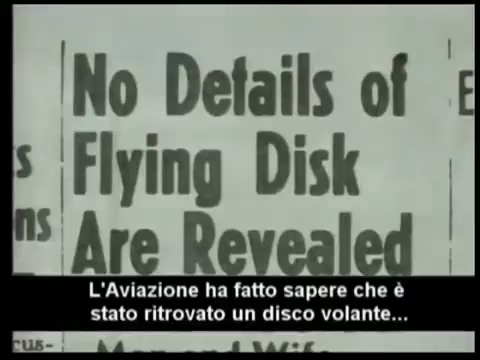 No Details of
Flying Disk
Are Revealed
L'Aviazione ha fatto sapere che è
stato ritrovato un disco volante...